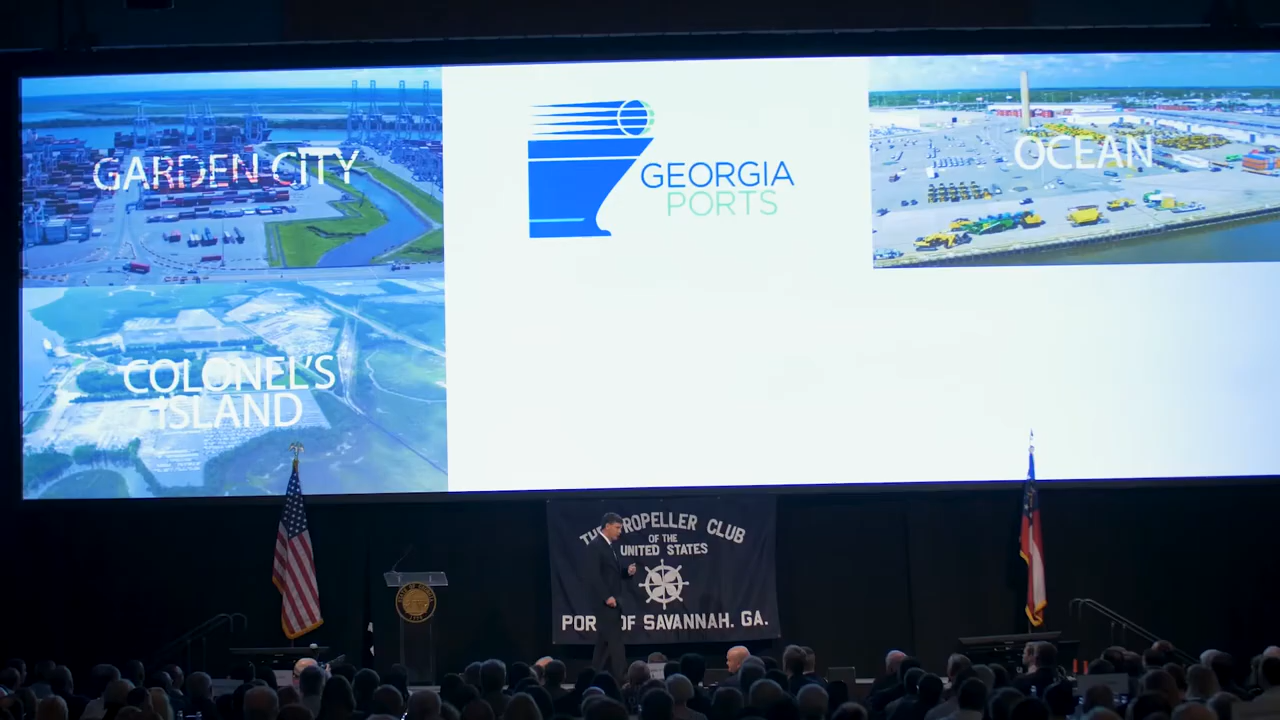 GARDEN CITY
GEORGIA
PORTS
OCEAN
COLONEL'S
ISLAND
THE PROPELLER CLUB
OF THE
UNITED STATES
PORT OF SAVANNAH. GA.